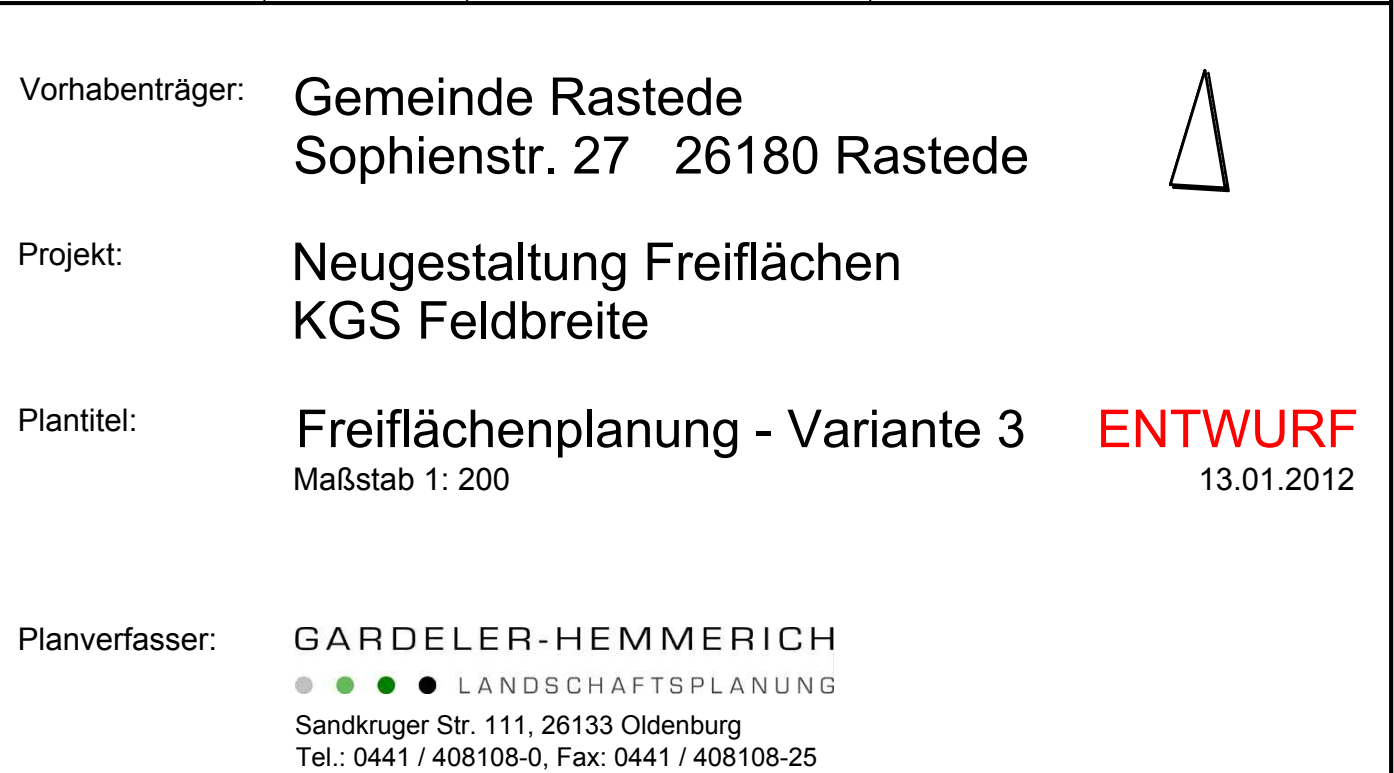 Vorhabenträger: Gemeinde Rastede
Sophienstr. 27 26180 Rastede
Projekt: Neugestaltung Freiflächen
KGS Feldbreite
Plantitel: Freiflächenplanung - Variante 3 ENTWURF
Maßstab 1: 200 13.01.2012
Planverfasser: GARDELER-HEMMERICH
LANDSCHAFTSPLANUNG
Sandkruger Str. 111, 26133 Oldenburg
Tel.: 0441 / 408108-0, Fax: 0441 / 408108-25